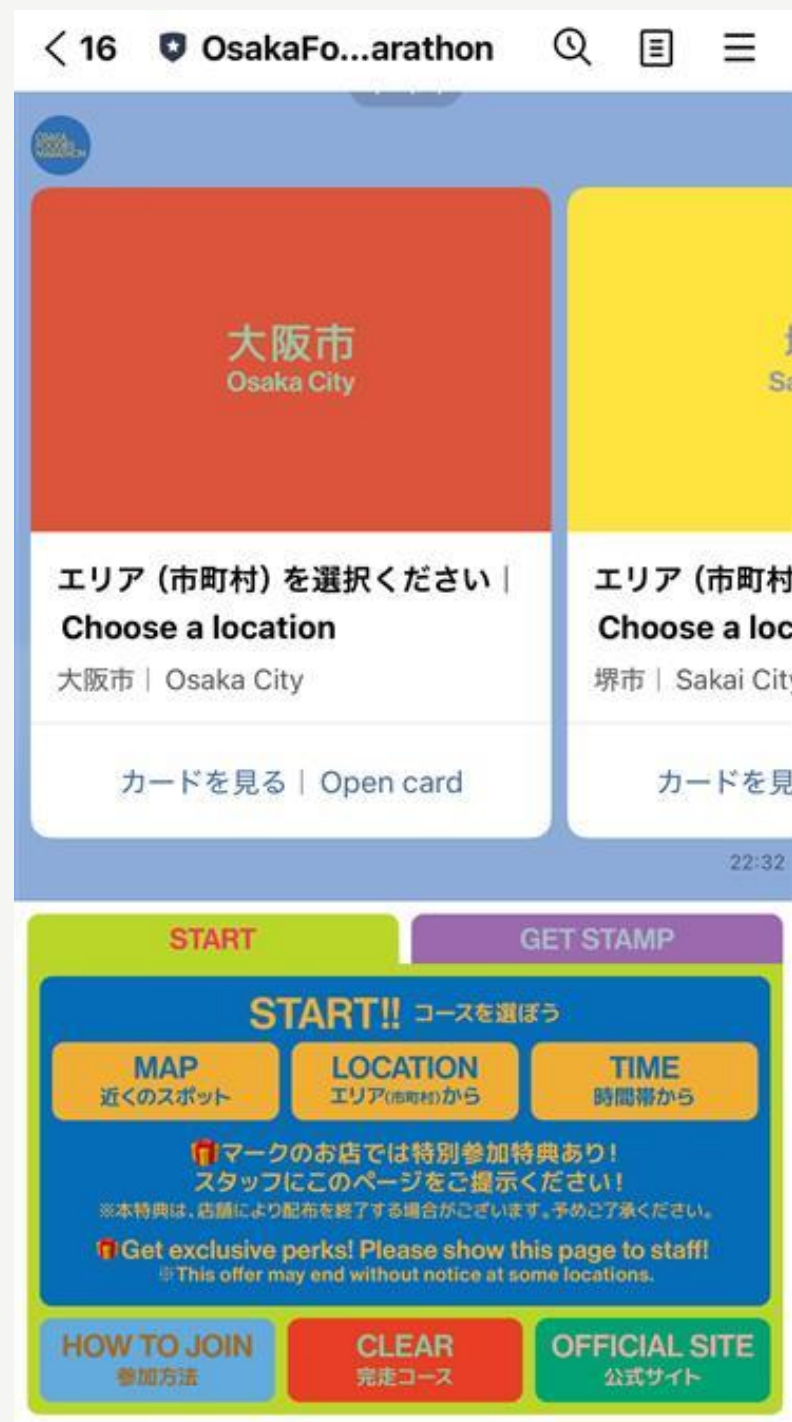 16 OsakaFo...arathon
OSAKA
FOODIES
MARATHON
大阪市
Osaka City
エリア（市町村）を選択ください｜
Choose a location
大阪市｜ Osaka City
カードを見る｜ Open card
Sa
エリア（市町村
Choose a loc
堺市｜ Sakai City
カードを見
22:32
START
GET STAMP
START!! コースを選ぼう
MAP
近くのスポット
LOCATION
エリア(市町村)から
TIME
時間帯から
🎁マークのお店では特別参加特典あり!
スタッフにこのページをご提示ください!
※本特典は、店舗により配布を終了する場合がございます。予めご了承ください。
🎁Get exclusive perks! Please show this page to staff!
※This offer may end without notice at some locations.
HOW TO JOIN
参加方法
CLEAR
完走コース
OFFICIAL SITE
公式サイト